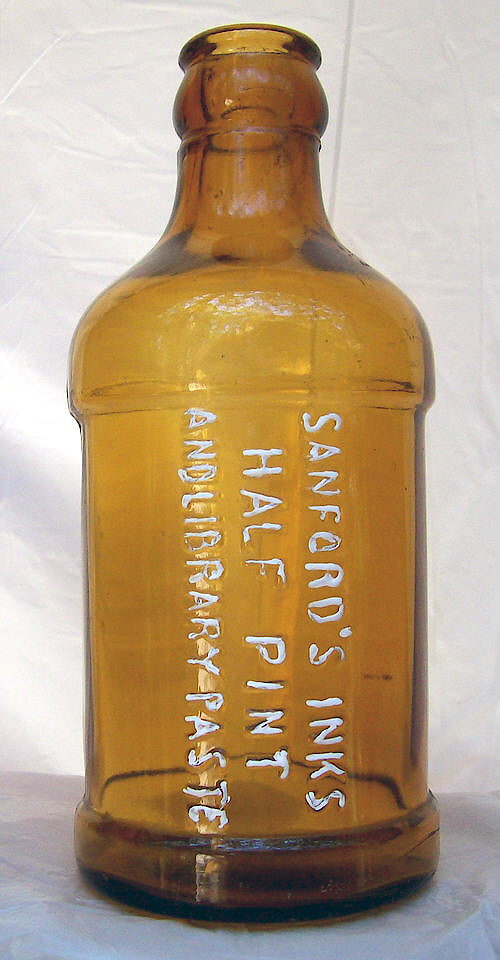 SANFORD'S INKS
HALF PINT
AND LIBRARY PASTE